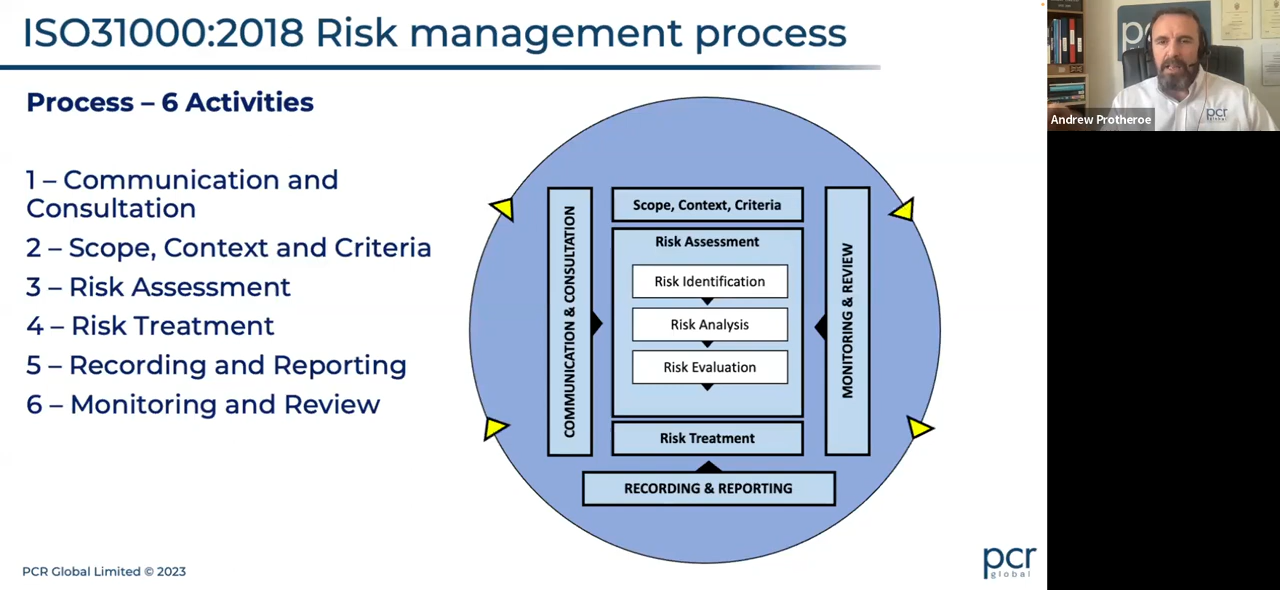 ISO31000:2018 Risk management process
Process – 6 Activities
1 – Communication and
Consultation
2 – Scope, Context and Criteria
3 – Risk Assessment
4 – Risk Treatment
5 – Recording and Reporting
6 – Monitoring and Review
COMMUNICATION & CONSULTATION
Scope, Context, Criteria
Risk Assessment
Risk Identification
Risk Analysis
Risk Evaluation
Risk Treatment
MONITORING & REVIEW
RECORDING & REPORTING
PCR Global Limited © 2023
pcr
global
Andrew Protheroe
pcr
global